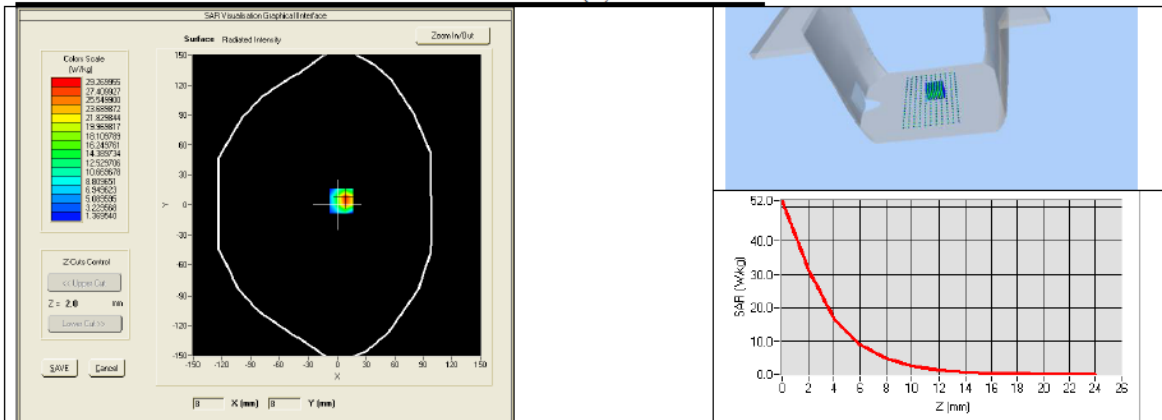 SAR Visualisation Graphical Interface
Surface Radiated Intensity
Zoom In/Out
Colors Scale
(W/kg)
29.269955
27.409927
25.549900
23.689872
21.829844
19.969817
18.109789
16.249761
14.389734
12.529706
10.669678
8.809651
6.949623
5.089595
3.229568
1.369540
150
120
90
60
30
0
-30
-60
-90
-120
-150
Y
-150 -120 -90 -60 -30 0 30 60 90 120 150
X
Z Cuts Control
<< Upper Cut
Z = 2.0 mm
Lower Cut >>
SAVE Cancel
8 X (mm) 8 Y (mm)
52.0
40.0
30.0
20.0
10.0
0.0
SAR (W/kg)
0 2 4 6 8 10 12 14 16 18 20 22 24 26
Z (mm)